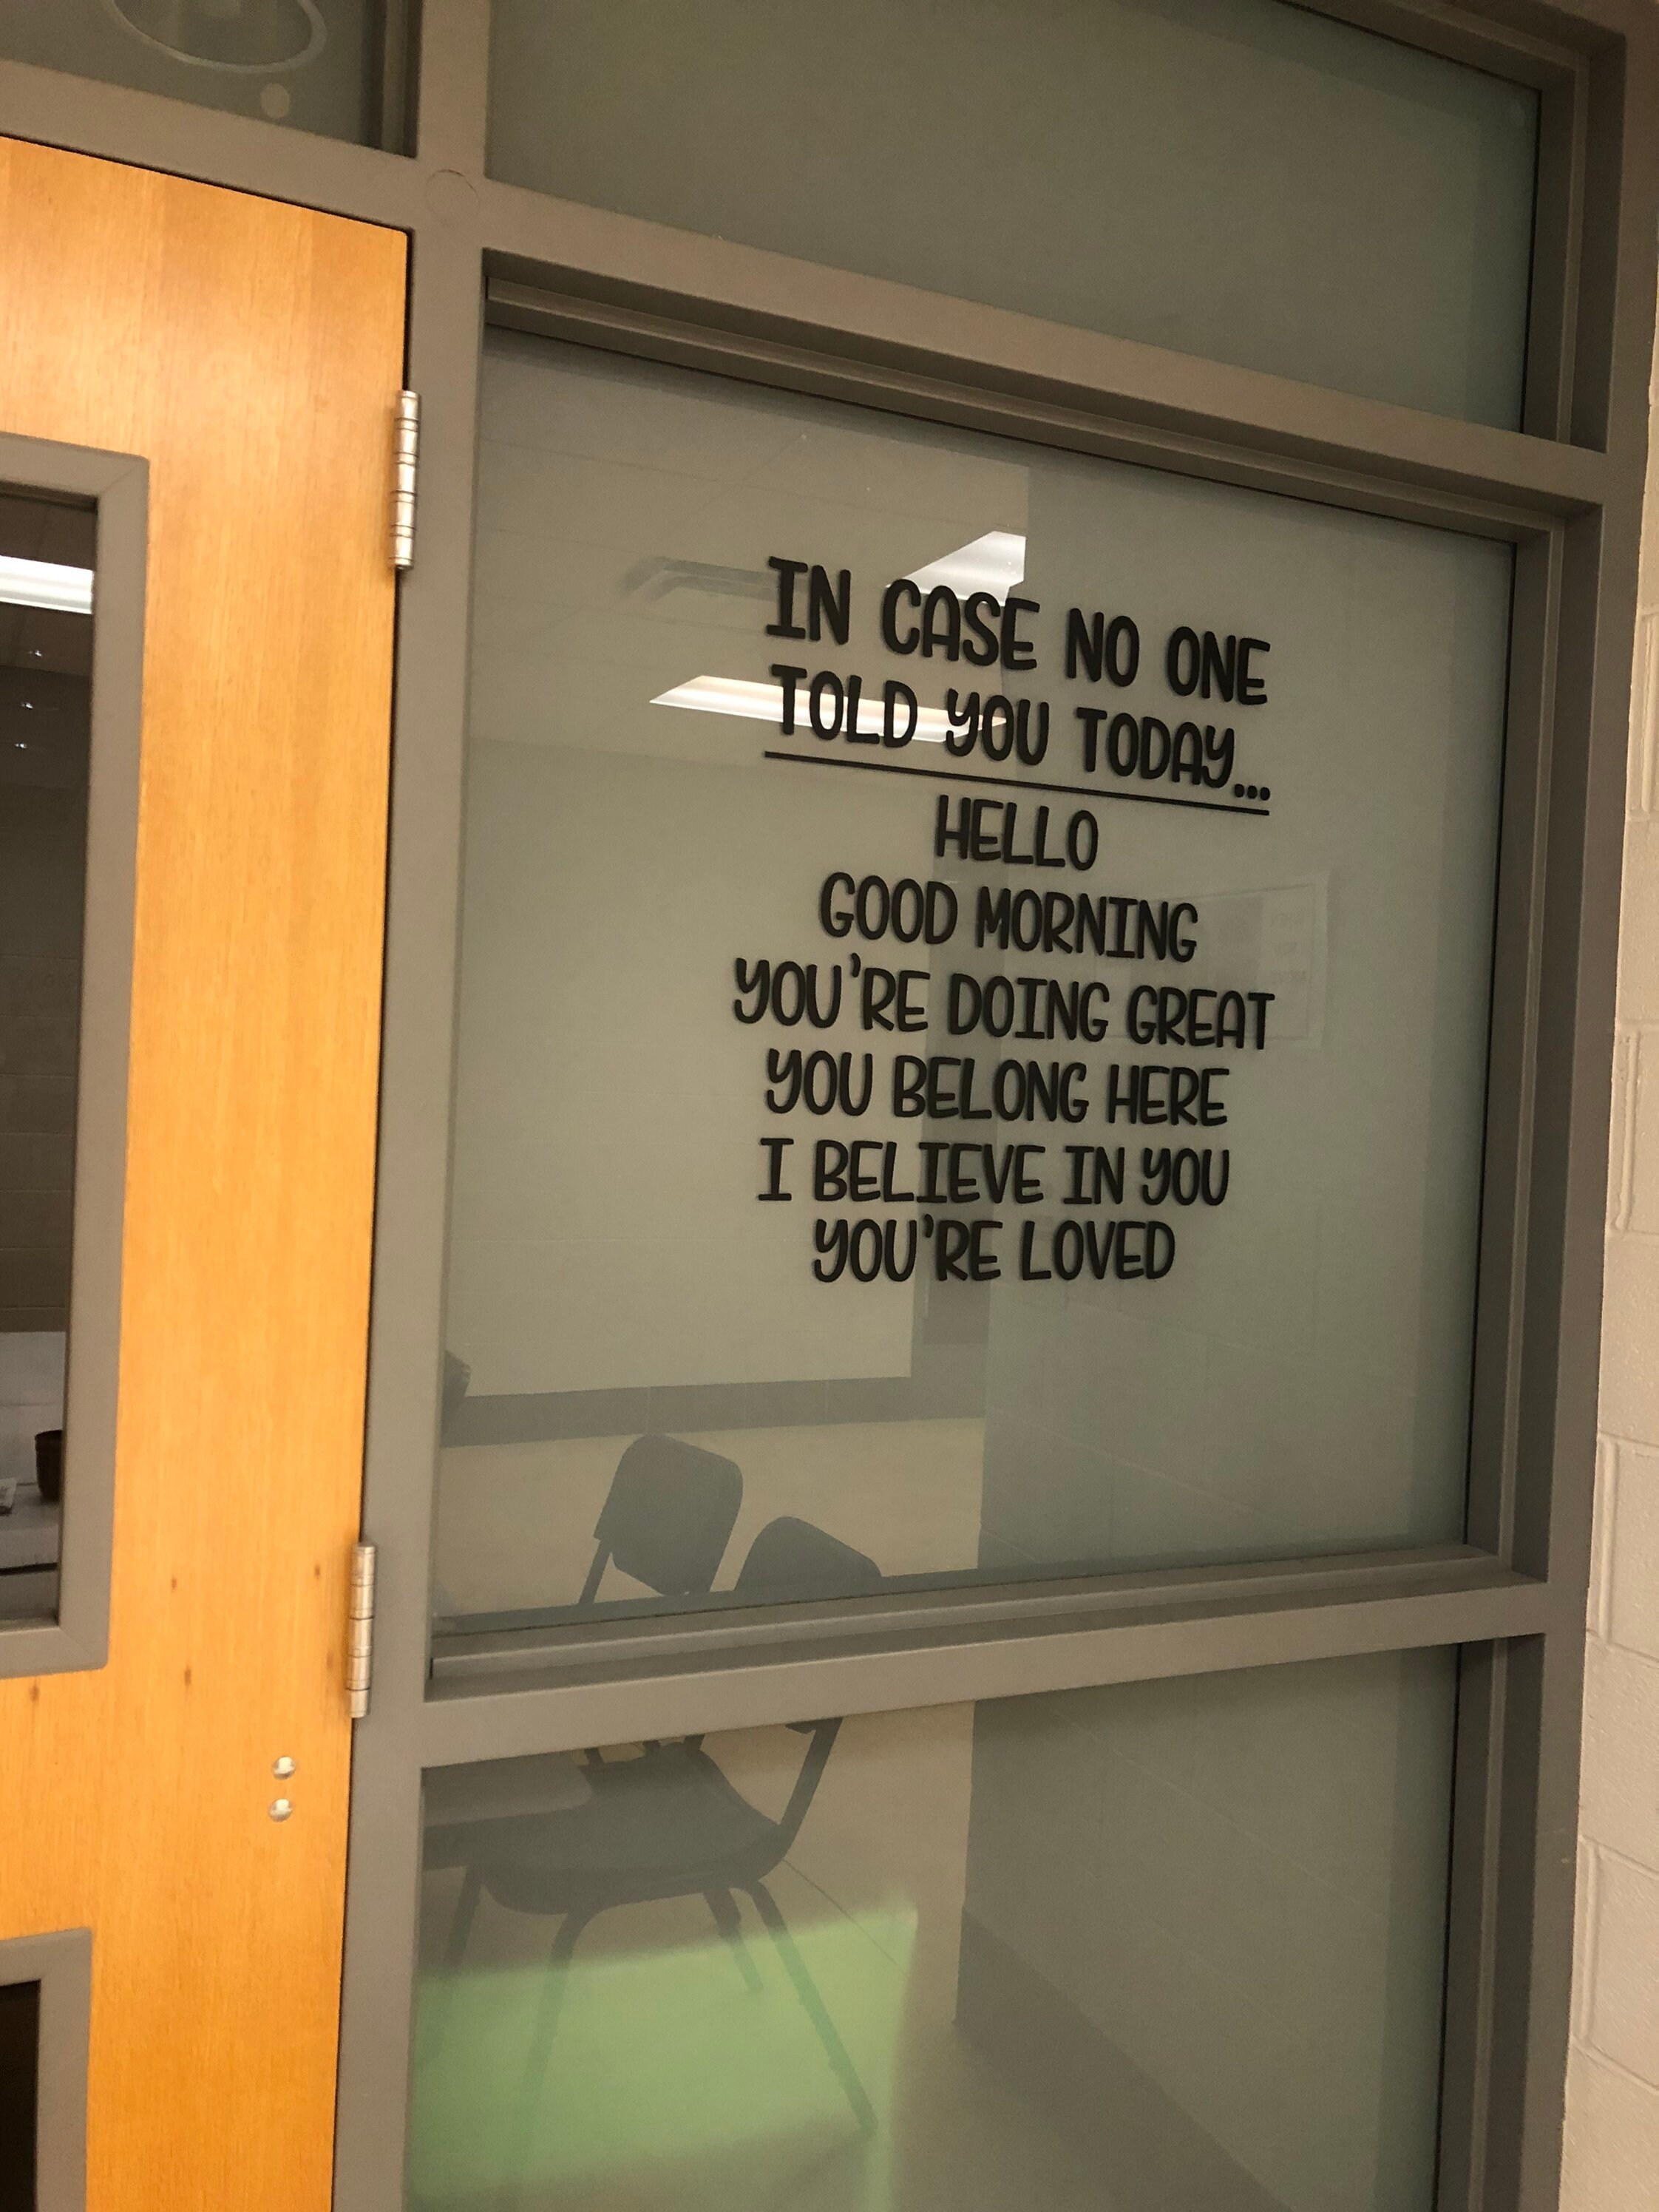 IN CASE NO ONE
TOLD YOU TODAY...
HELLO
GOOD MORNING
YOU'RE DOING GREAT
YOU BELONG HERE
I BELIEVE IN YOU
YOU'RE LOVED